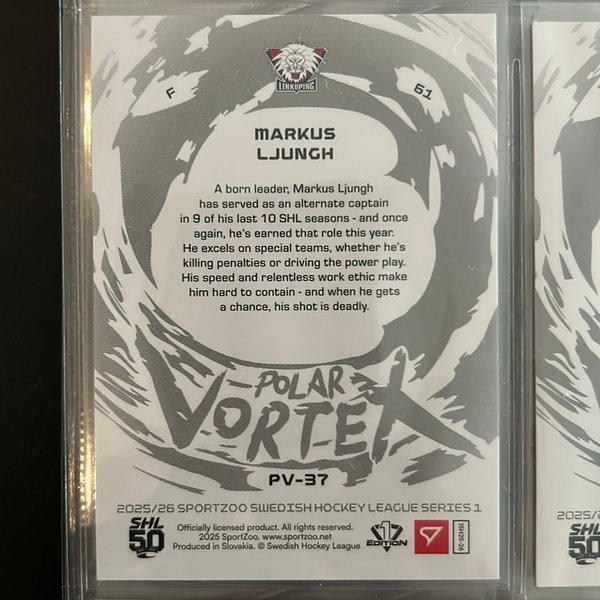 LINKÖPING
F
61
MARKUS
LJUNGH
A born leader, Markus Ljungh
has served as an alternate captain
in 9 of his last 10 SHL seasons - and once
again, he's earned that role this year.
He excels on special teams, whether he's
killing penalties or driving the power play.
His speed and relentless work ethic make
him hard to contain - and when he gets
a chance, his shot is deadly.
POLAR
VORTEX
PV-37
2025/26 SPORTZOO SWEDISH HOCKEY LEAGUE SERIES 1
SHL
50
Officially licensed product. All rights reserved.
2025 SportZoo. www.sportzoo.net
Produced in Slovakia. © Swedish Hockey League
17
EDITION
2025/2
SHL
50